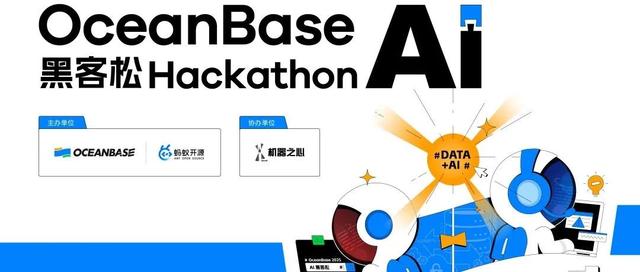 OceanBase
黑客松 Hackathon
AI
主办单位
OCEANBASE
蚂蚁开源
ANT OPEN SOURCE
协办单位
机器之心
#DATA
+AI
OceanBase 2025
AI 黑客松